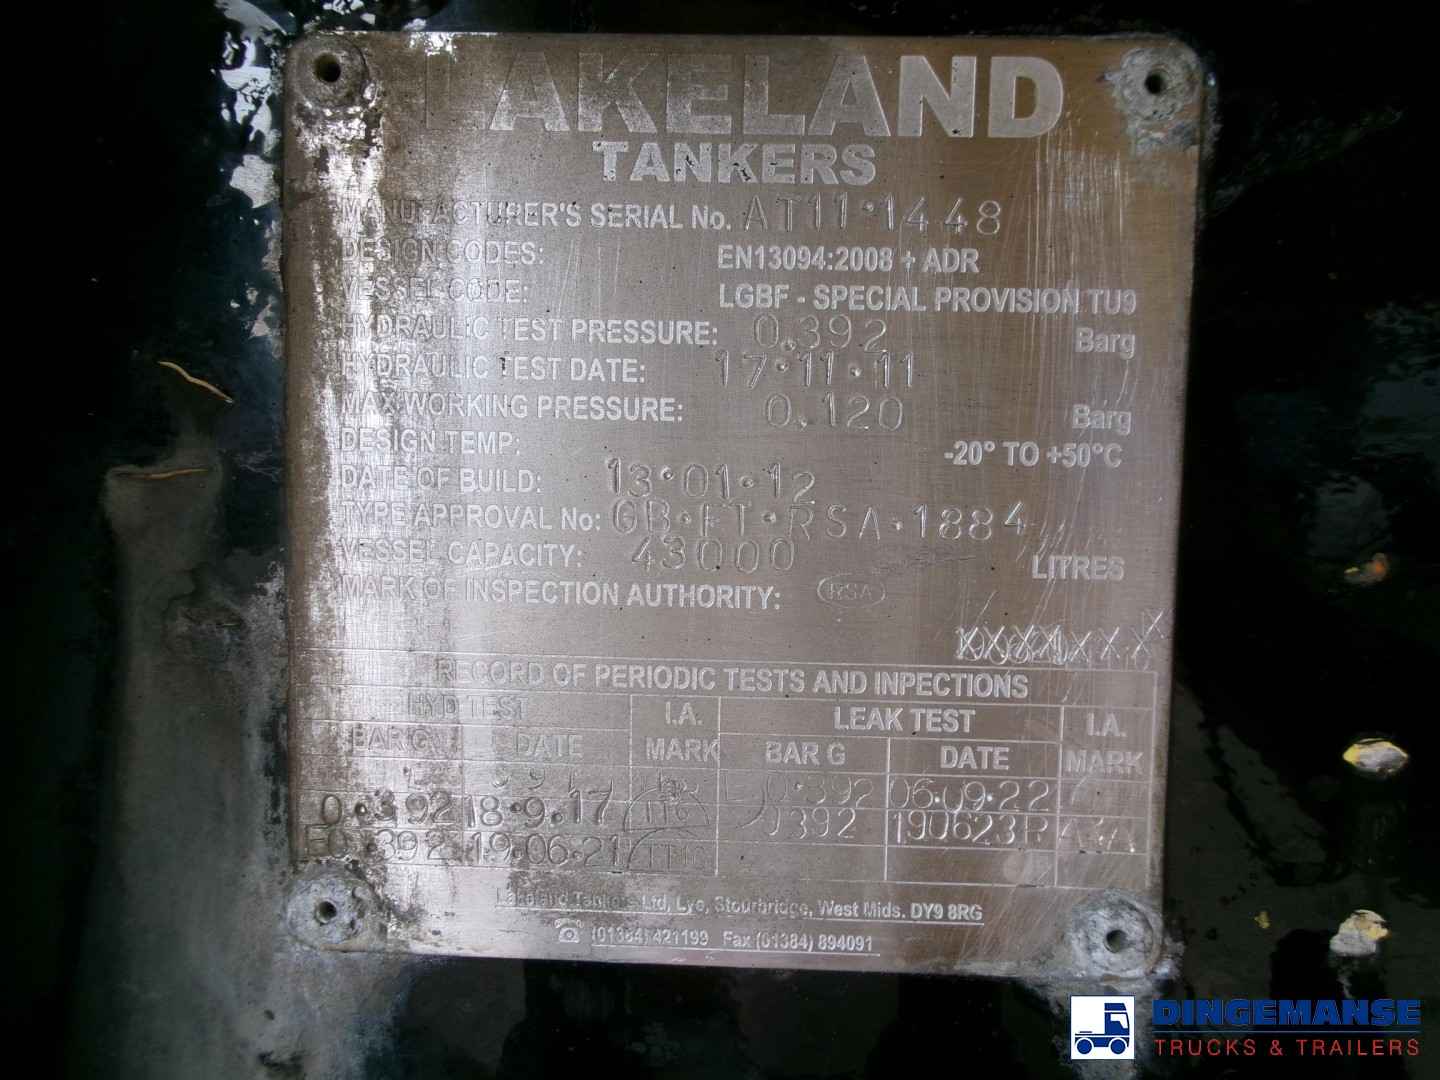 LAKELAND
TANKERS
MANUFACTURER'S SERIAL No. AT11·1448
DESIGN CODES: EN13094:2008 + ADR
VESSEL CODE: LGBF - SPECIAL PROVISION TU9
HYDRAULIC TEST PRESSURE: 0.392 Barg
HYDRAULIC TEST DATE: 17·11·11
MAX WORKING PRESSURE: 0.120 Barg
DESIGN TEMP: -20° TO +50°C
DATE OF BUILD: 13·01·12
TYPE APPROVAL No: GB·FT·RSA·1884
VESSEL CAPACITY: 43000 LITRES
MARK OF INSPECTION AUTHORITY: RSA
RECORD OF PERIODIC TESTS AND INPECTIONS
HYD TEST I.A. LEAK TEST I.A.
BAR G DATE MARK BAR G DATE MARK
0.392 06·09·22
0.392 18·9.17 0392 190623R
.392 19.06.21
Lakeland Tankers Ltd, Lye, Stourbridge, West Mids. DY9 8RG
☎ (01384) 421199 Fax (01384) 894091
DINGEMANSE
TRUCKS & TRAILERS